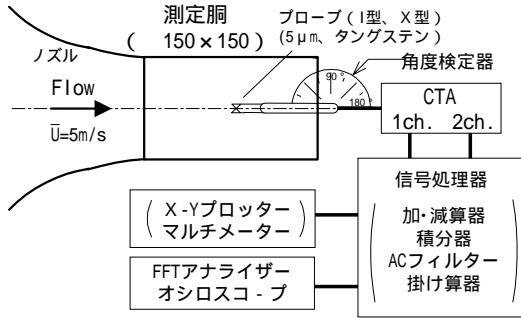 測定胴
( 150×150 )
プローブ（I型、X型）
(5μm、タングステン)
ノズル
角度検定器
Flow
90°
180°
U̅=5m/s
CTA
1ch. 2ch.
信号処理器
加・減算器
積分器
ACフィルター
掛け算器
X-Yプロッター
マルチメーター
FFTアナライザー
オシロスコ-プ